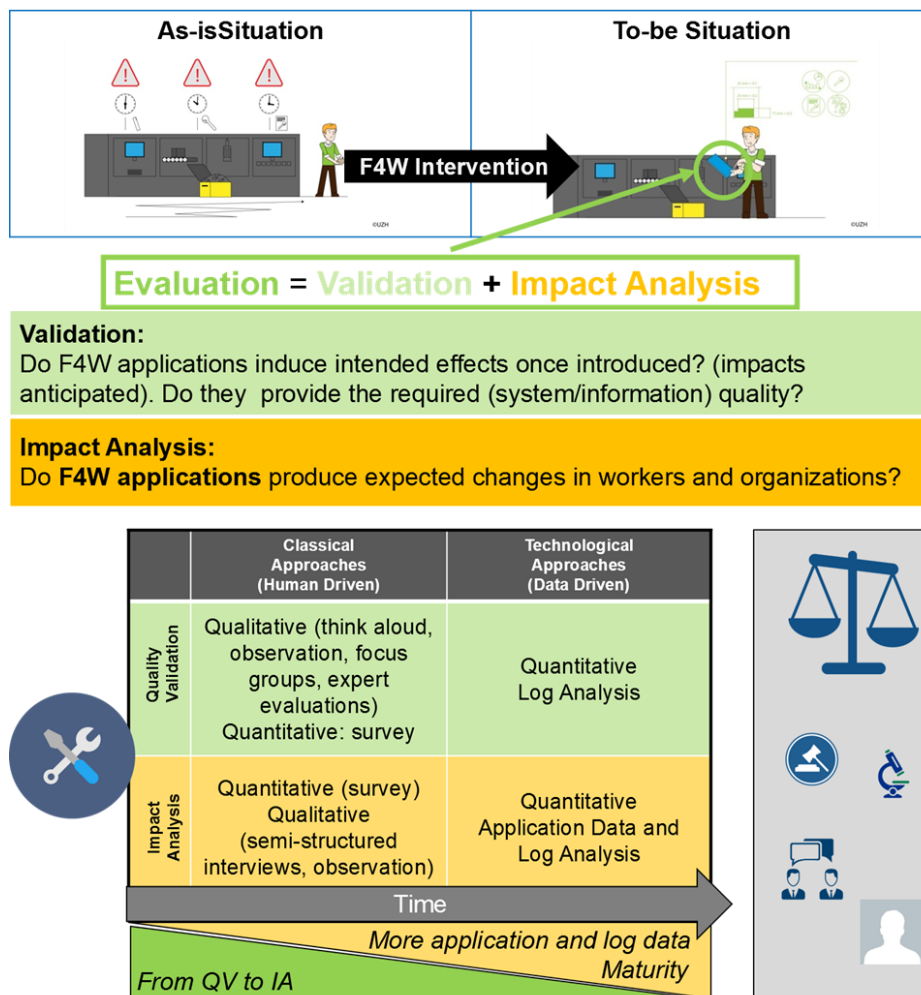 As-isSituation
To-be Situation
F4W Intervention
©UZH
©UZH
Evaluation = Validation + Impact Analysis
Validation:
Do F4W applications induce intended effects once introduced? (impacts
anticipated). Do they  provide the required (system/information) quality?
Impact Analysis:
Do F4W applications produce expected changes in workers and organizations?
Classical
Approaches
(Human Driven)
Technological
Approaches
(Data Driven)
Quality
Validation
Qualitative (think aloud,
observation, focus
groups, expert
evaluations)
Quantitative: survey
Quantitative
Log Analysis
Impact
Analysis
Quantitative (survey)
Qualitative
(semi-structured
interviews, observation)
Quantitative
Application Data and
Log Analysis
Time
More application and log data
Maturity
From QV to IA